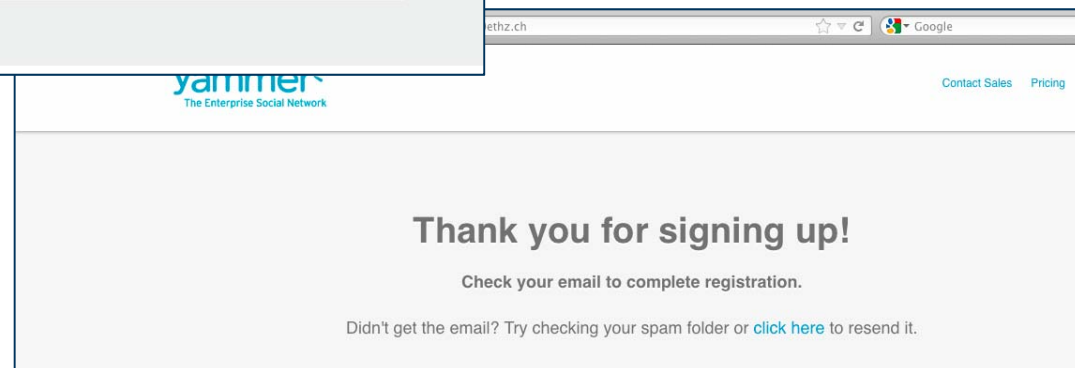 ethz.ch
Google
yammer
The Enterprise Social Network
Contact Sales Pricing
Thank you for signing up!
Check your email to complete registration.
Didn't get the email? Try checking your spam folder or click here to resend it.